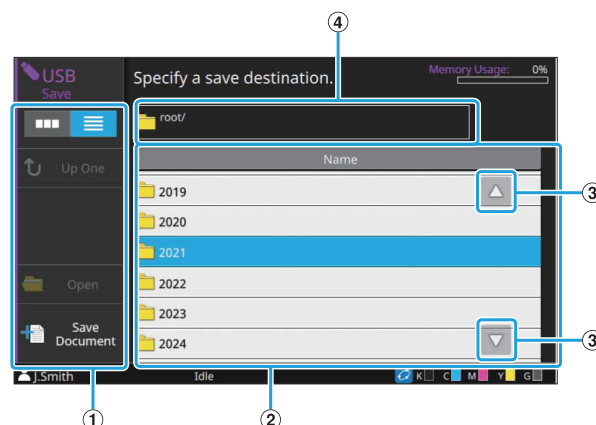 4
USB
Save
Specify a save destination.
Memory Usage: 0%
root/
Up One
Name
2019
3
2020
2021
Open
2022
2023
Save
Document
2024
3
J.Smith
Idle
K C M Y G
1
2